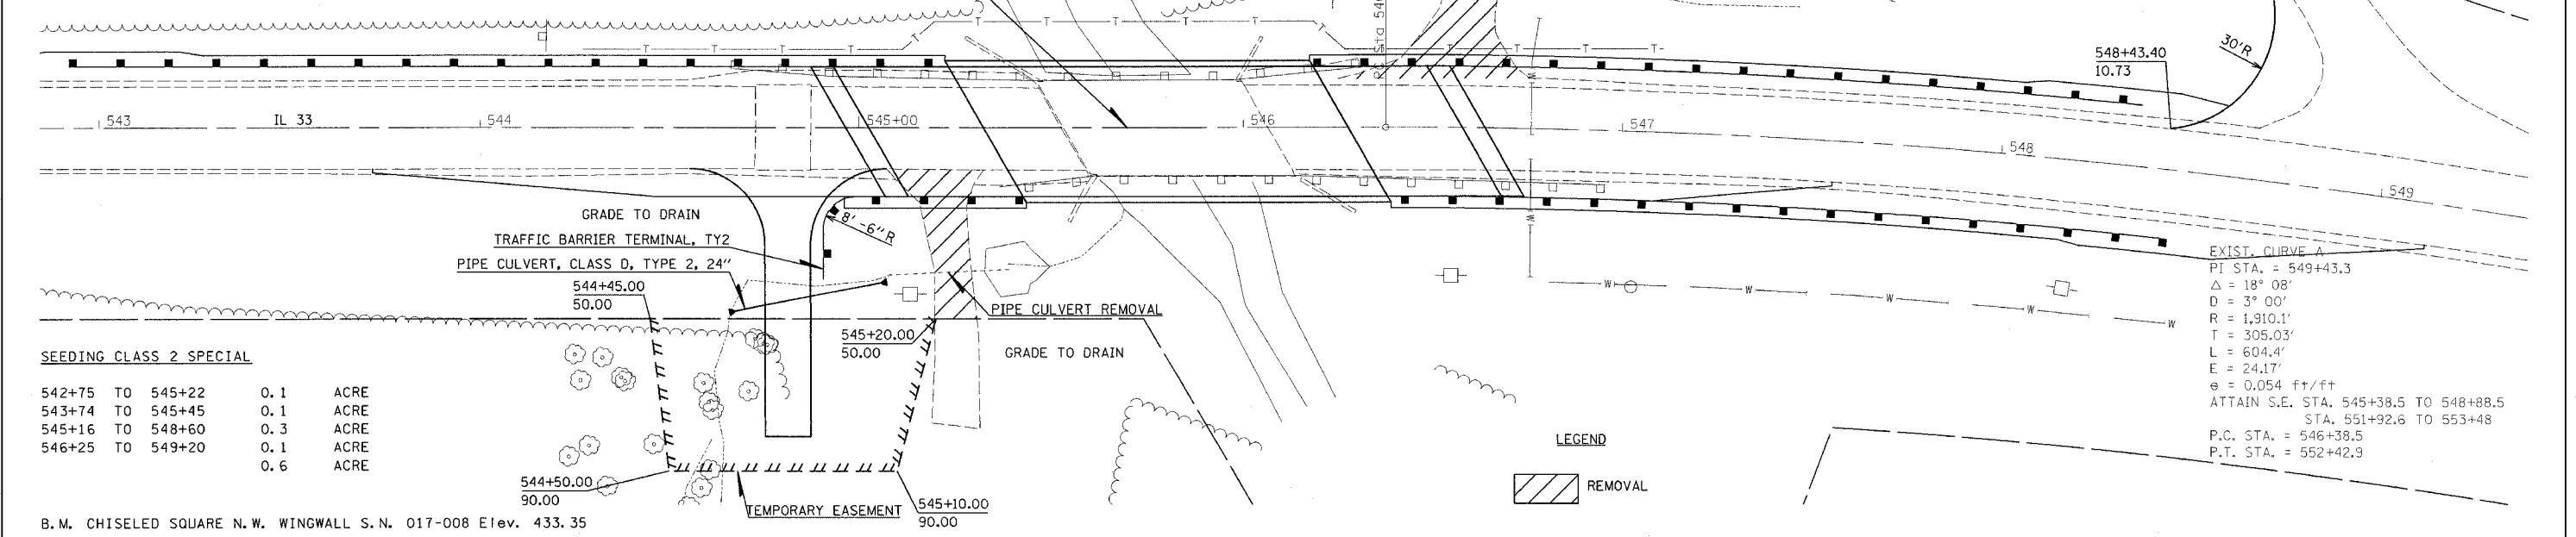 T T T T T
T T T T T T T T T T T
PC Sta 546
30'R
548+43.40
10.73
543 IL 33 544 545+00 546 547 548 549
W
W
GRADE TO DRAIN
8'-6"R
TRAFFIC BARRIER TERMINAL, TY2
PIPE CULVERT, CLASS D, TYPE 2, 24"
544+45.00
50.00
PIPE CULVERT REMOVAL
W W W W W
545+20.00
50.00
GRADE TO DRAIN
EXIST. CURVE A
PI STA. = 549+43.3
Δ = 18° 08'
D = 3° 00'
R = 1,910.1'
T = 305.03'
L = 604.4'
E = 24.17'
e = 0.054 ft/ft
ATTAIN S.E. STA. 545+38.5 TO 548+88.5
STA. 551+92.6 TO 553+48
P.C. STA. = 546+38.5
P.T. STA. = 552+42.9
SEEDING CLASS 2 SPECIAL
542+75 TO 545+22 0.1 ACRE
543+74 TO 545+45 0.1 ACRE
545+16 TO 548+60 0.3 ACRE
546+25 TO 549+20 0.1 ACRE
0.6 ACRE
544+50.00
90.00
TEMPORARY EASEMENT
545+10.00
90.00
LEGEND
REMOVAL
B.M. CHISELED SQUARE N.W. WINGWALL S.N. 017-008 Elev. 433.35